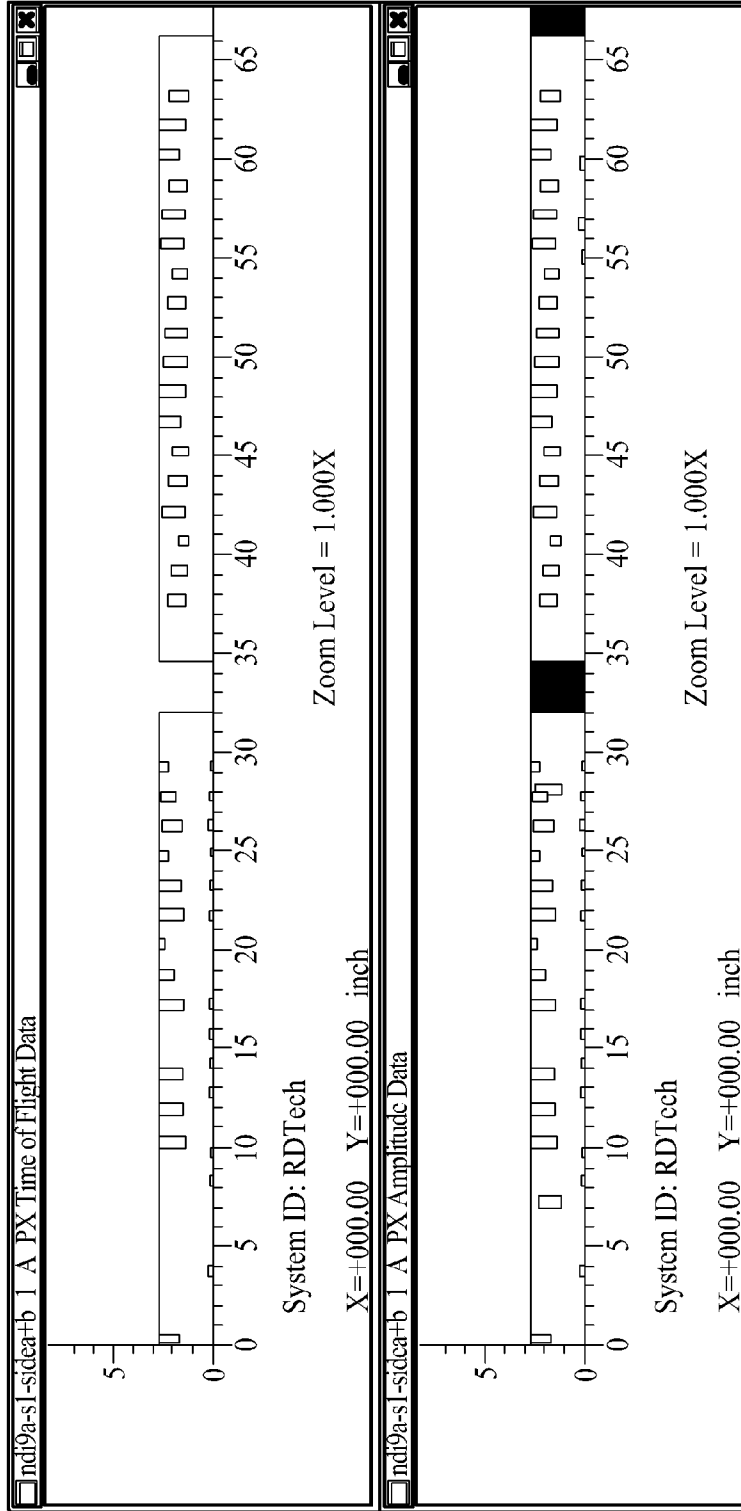 ndi9a-s1-sidea+b 1 A PX Time of Flight Data
5
0
0 5 10 15 20 25 30 35 40 45 50 55 60 65
System ID: RDTech
Zoom Level = 1.000X
X=+000.00 Y=+000.00 inch
ndi9a-s1-sidea+b 1 A PX Amplitude Data
5
0
0 5 10 15 20 25 30 35 40 45 50 55 60 65
System ID: RDTech
Zoom Level = 1.000X
X=+000.00 Y=+000.00 inch